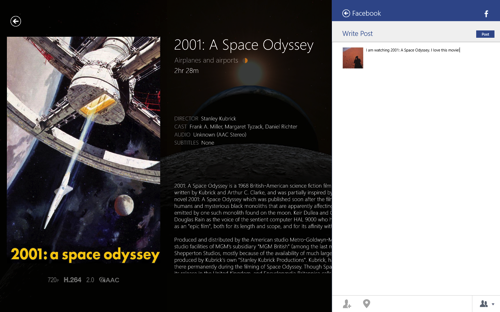 2001: A Space Odyssey
Airplanes and airports
2hr 28m
DIRECTOR Stanley Kubrick
CAST Frank A. Miller, Margaret Tyzack, Daniel Richter
AUDIO Unknown (AAC Stereo)
SUBTITLES None
2001: A Space Odyssey is a 1968 British-American science fiction film
written by Kubrick and Arthur C. Clarke, and was partially inspired by
novel 2001: A Space Odyssey which was published soon after the film
humans and mysterious black monoliths that are apparently affecting
emitted by one such monolith found on the moon. Keir Dullea and
Douglas Rain as the voice of the sentient computer HAL 9000 who
as an "epic film", both for its length and scope, and for its affinity with
Produced and distributed by the American studio Metro-Goldwyn-M
studio facilities of MGM's subsidiary "MGM British" (among the last
Shepperton Studios, mostly because of the availability of much larger
produced by Kubrick's own "Stanley Kubrick Productions". Kubrick,
there permanently during the filming of Space Odyssey. Though
2001: a space odyssey
720p H.264 2.0 AAC
Facebook
f
Write Post
Post
I am watching 2001: A Space Odyssey. I love this movie!